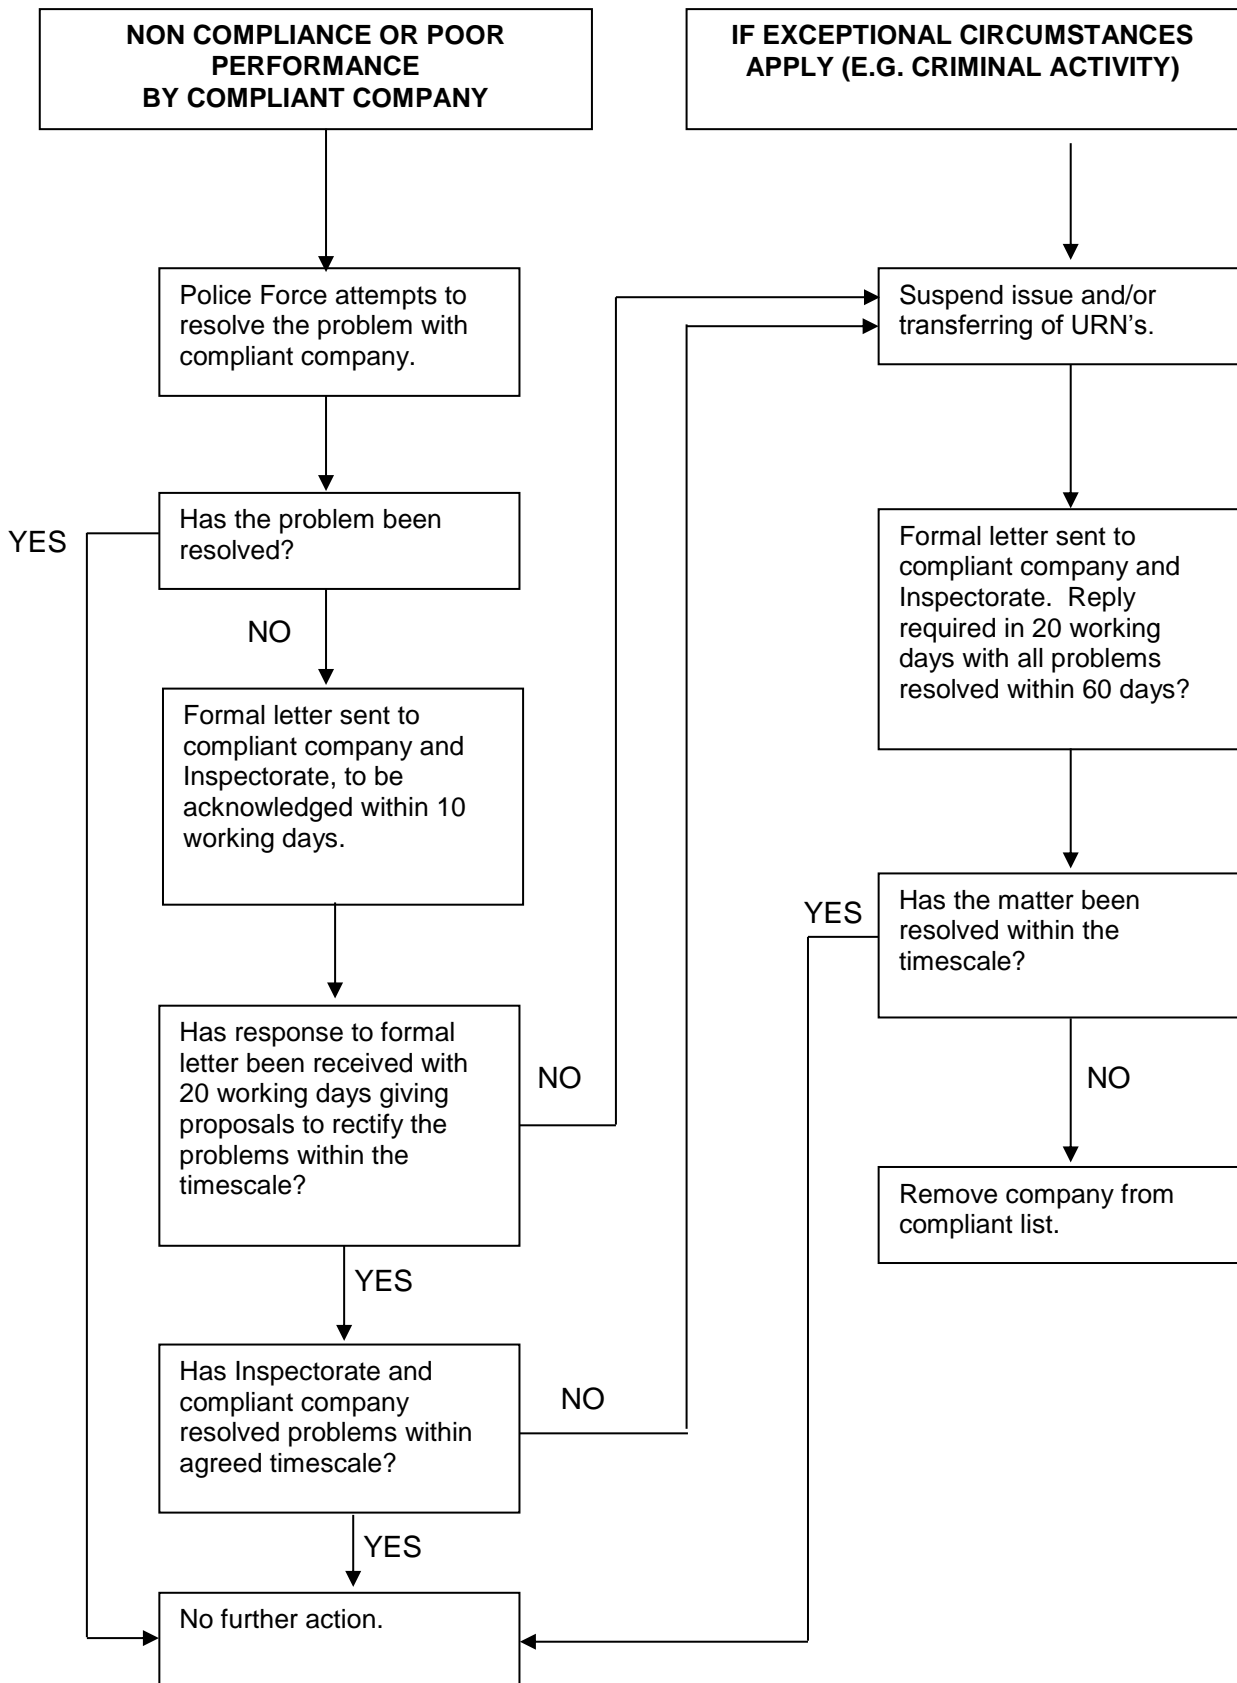 NON COMPLIANCE OR POOR
PERFORMANCE
BY COMPLIANT COMPANY
IF EXCEPTIONAL CIRCUMSTANCES
APPLY (E.G. CRIMINAL ACTIVITY)
Police Force attempts to
resolve the problem with
compliant company.
Suspend issue and/or
transferring of URN's.
Has the problem been
resolved?
YES
NO
Formal letter sent to
compliant company and
Inspectorate. Reply
required in 20 working
days with all problems
resolved within 60 days?
Formal letter sent to
compliant company and
Inspectorate, to be
acknowledged within 10
working days.
Has the matter been
resolved within the
timescale?
YES
NO
Has response to formal
letter been received with
20 working days giving
proposals to rectify the
problems within the
timescale?
NO
YES
Remove company from
compliant list.
Has Inspectorate and
compliant company
resolved problems within
agreed timescale?
NO
YES
No further action.